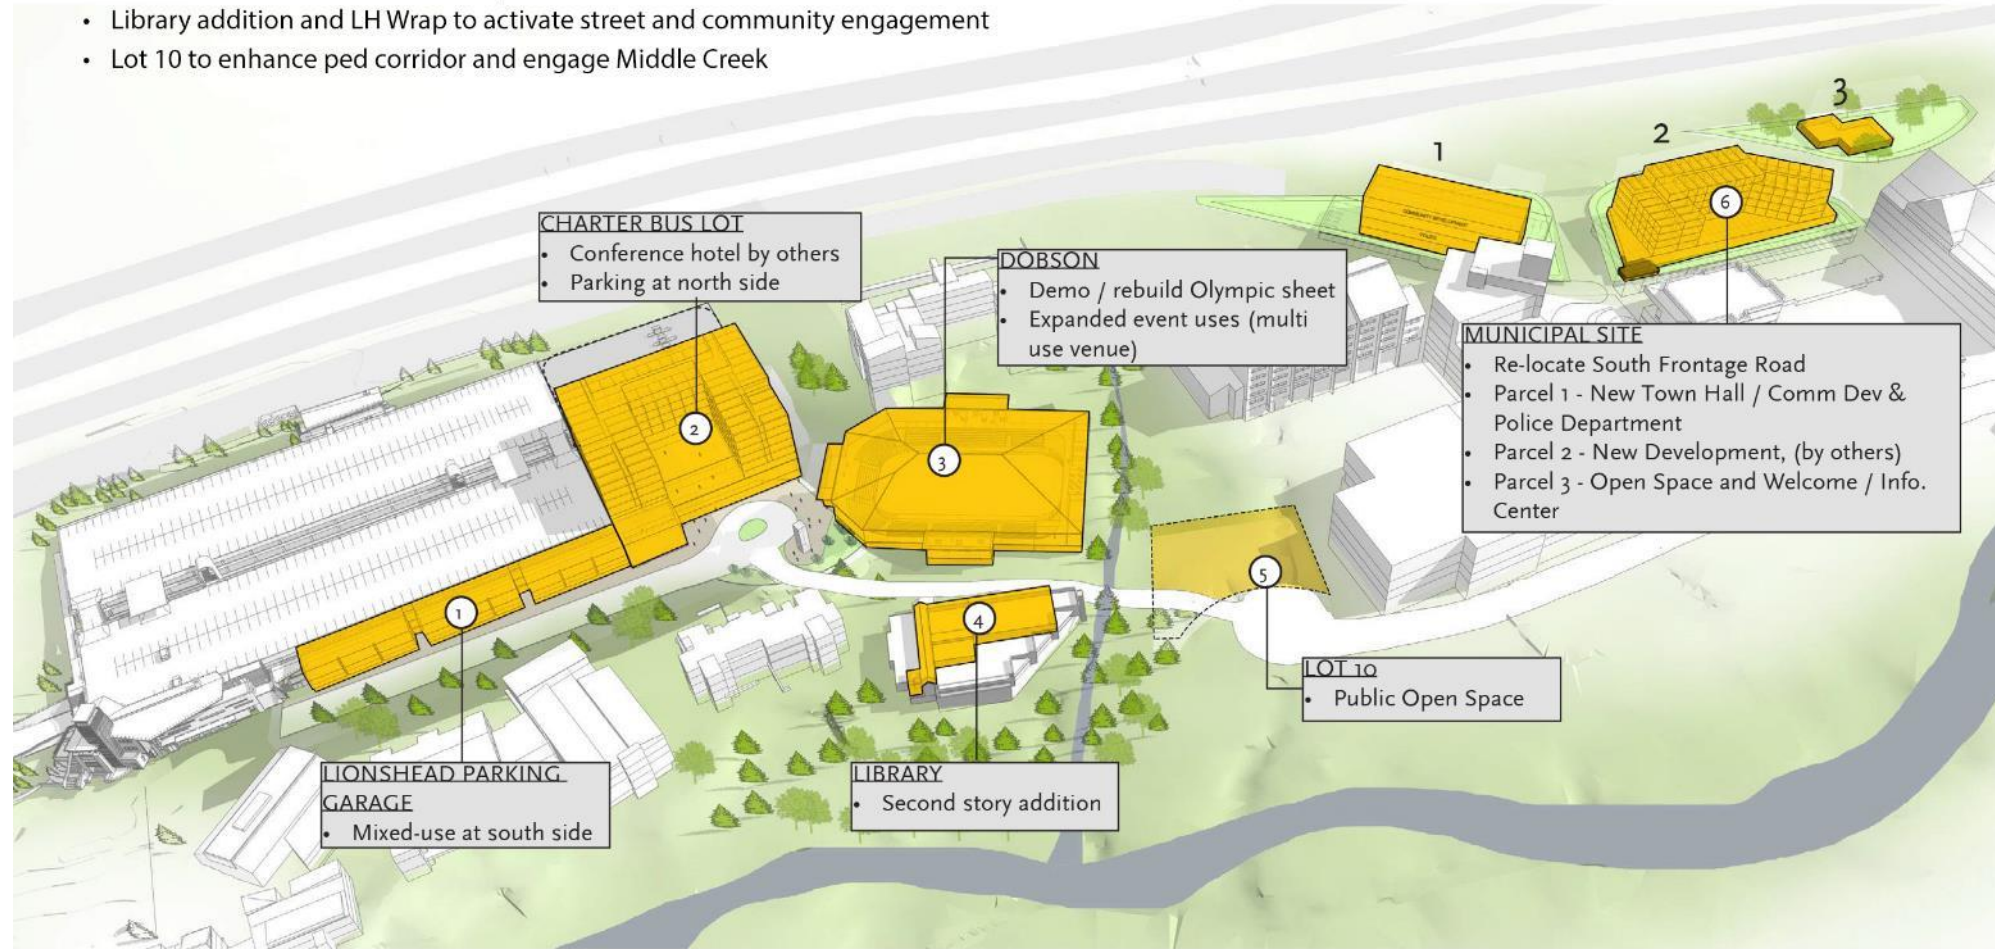 • Library addition and LH Wrap to activate street and community engagement
• Lot 10 to enhance ped corridor and engage Middle Creek
3
2
1
6
CHARTER BUS LOT
• Conference hotel by others
• Parking at north side
DOBSON
• Demo / rebuild Olympic sheet
• Expanded event uses (multi
use venue)
COMMUNITY DEVELOPMENT
POLICE
MUNICIPAL SITE
• Re-locate South Frontage Road
• Parcel 1 - New Town Hall / Comm Dev &
Police Department
• Parcel 2 - New Development, (by others)
• Parcel 3 - Open Space and Welcome / Info.
Center
2
3
5
1
4
LOT 10
• Public Open Space
LIONSHEAD PARKING
GARAGE
• Mixed-use at south side
LIBRARY
• Second story addition